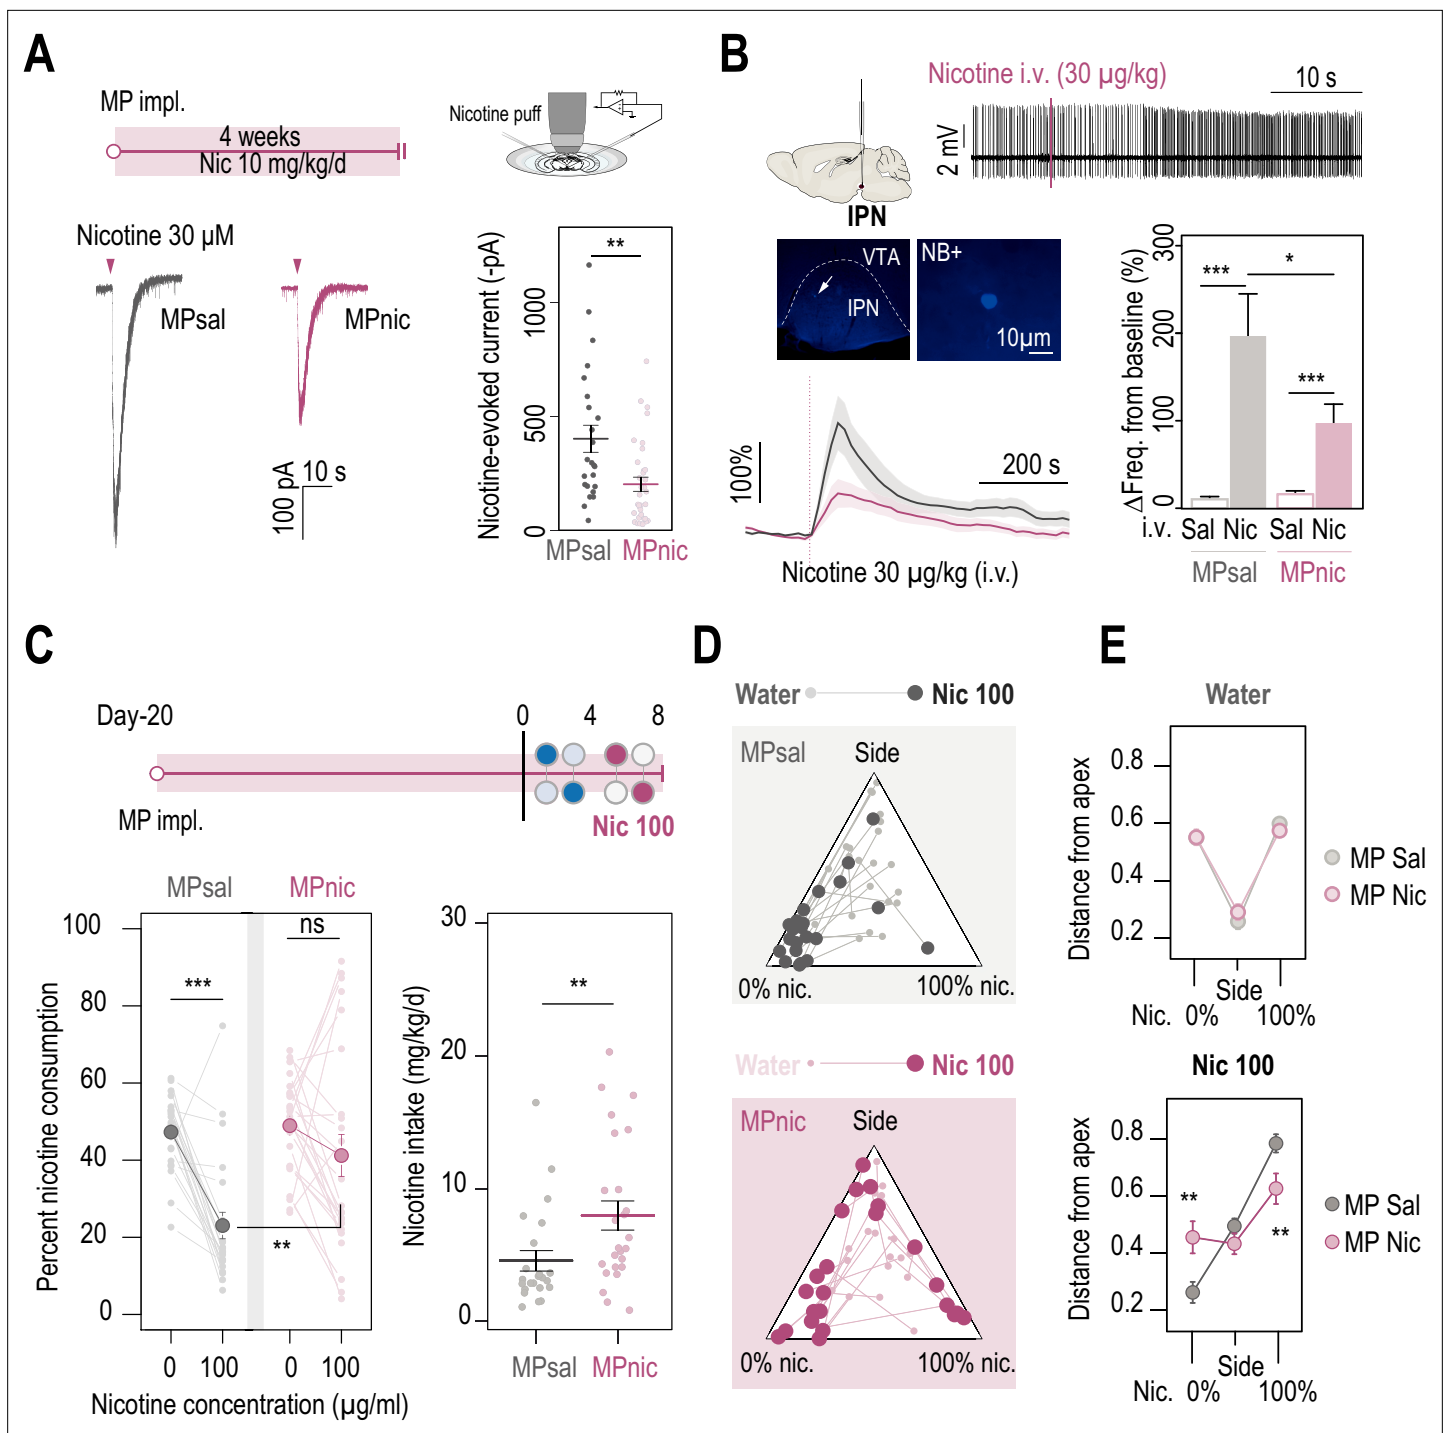 A
MP impl.
4 weeks
Nic 10 mg/kg/d
Nicotine puff
Nicotine 30 µM
MPsal
MPnic
10 s
100 pA
Nicotine-evoked current (-pA)
**
1000
500
0
MPsal MPnic
B
Nicotine i.v. (30 µg/kg)
10 s
2 mV
IPN
VTA
IPN
NB+
10µm
100%
200 s
Nicotine 30 µg/kg (i.v.)
ΔFreq. from baseline (%)
300
200
100
0
***
*
***
i.v. Sal Nic Sal Nic
MPsal MPnic
C
Day-20
0 4 8
MP impl.
Nic 100
MPsal MPnic
Percent nicotine consumption
100
80
60
40
20
0
***
ns
**
0 100 0 100
Nicotine concentration (µg/ml)
Nicotine intake (mg/kg/d)
30
20
10
0
**
MPsal MPnic
D
Water Nic 100
MPsal
Side
0% nic. 100% nic.
Water Nic 100
MPnic
Side
0% nic. 100% nic.
E
Water
Distance from apex
0.8
0.6
0.4
0.2
MP Sal
MP Nic
Side
Nic. 0% 100%
Nic 100
Distance from apex
0.8
0.6
0.4
0.2
**
**
MP Sal
MP Nic
Side
Nic. 0% 100%